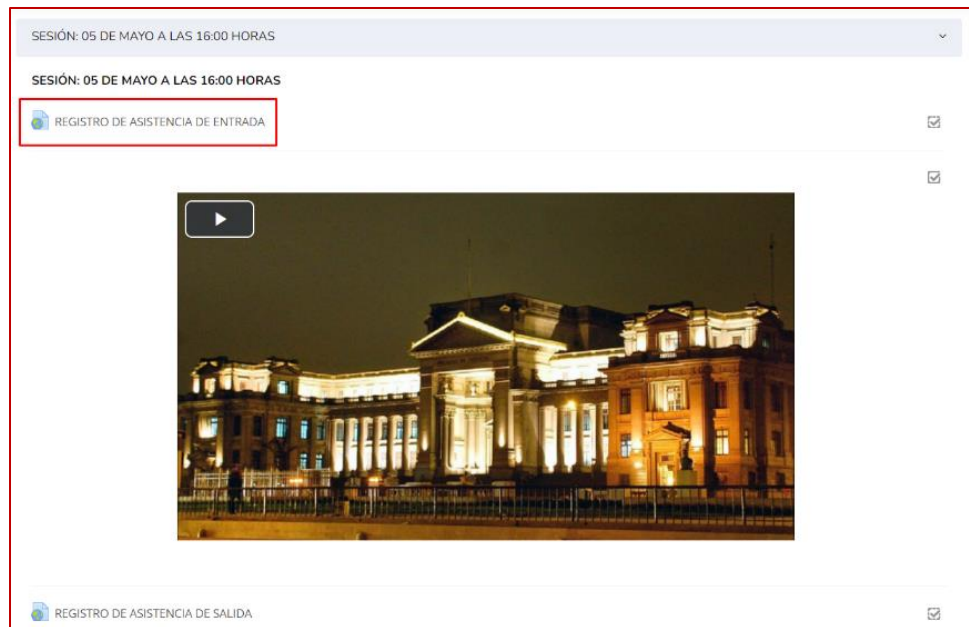 SESIÓN: 05 DE MAYO A LAS 16:00 HORAS
SESIÓN: 05 DE MAYO A LAS 16:00 HORAS
REGISTRO DE ASISTENCIA DE ENTRADA
REGISTRO DE ASISTENCIA DE SALIDA